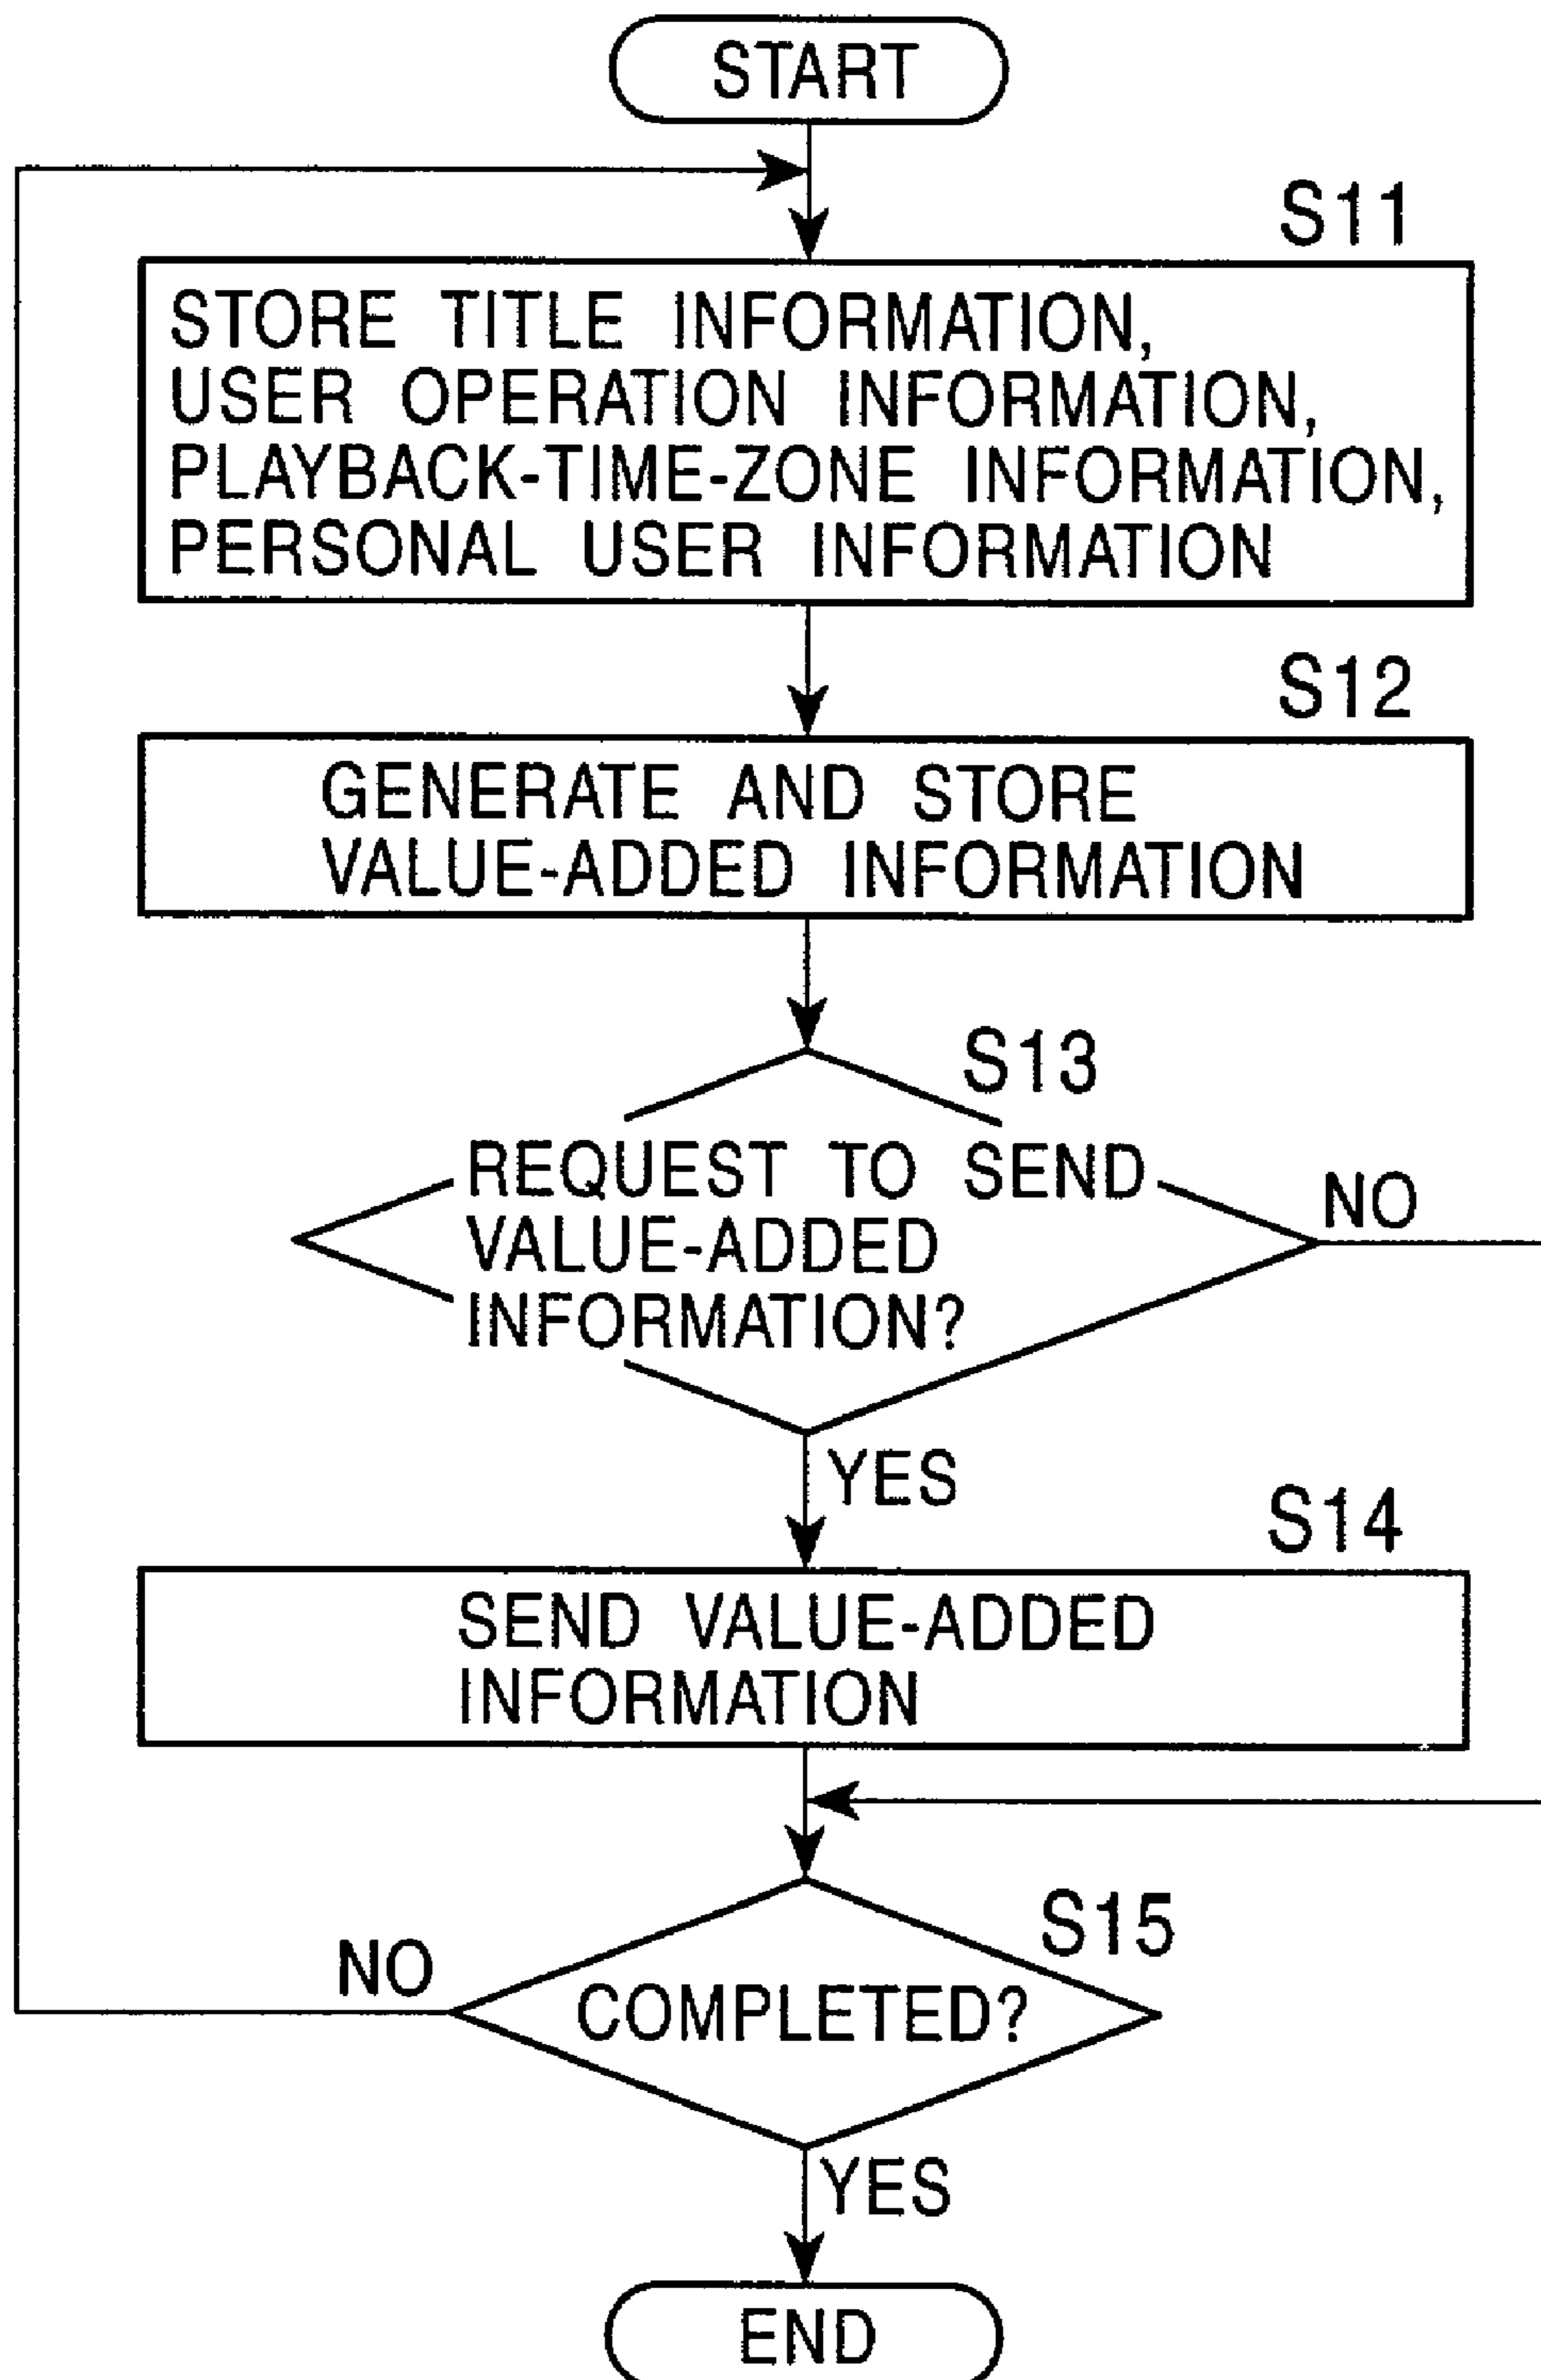 START
S11
STORE TITLE INFORMATION,
USER OPERATION INFORMATION,
PLAYBACK-TIME-ZONE INFORMATION,
PERSONAL USER INFORMATION
S12
GENERATE AND STORE
VALUE-ADDED INFORMATION
S13
REQUEST TO SEND
VALUE-ADDED
INFORMATION?
NO
YES
S14
SEND VALUE-ADDED
INFORMATION
S15
NO
COMPLETED?
YES
END